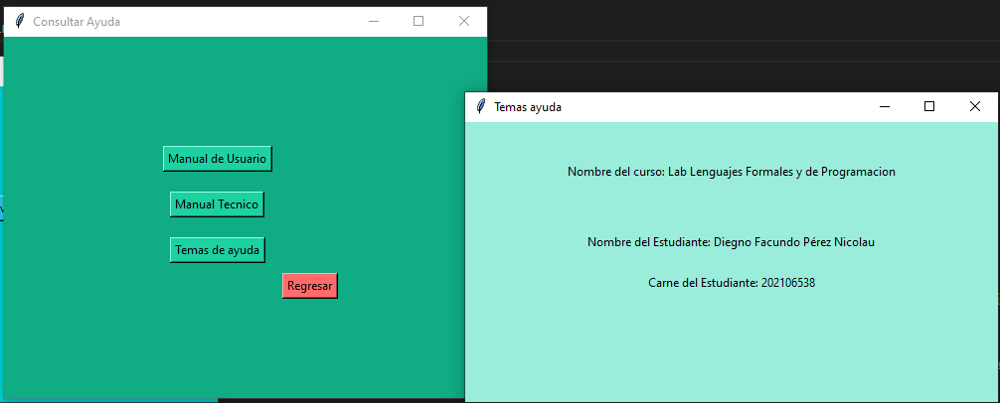 Consultar Ayuda
Manual de Usuario
Manual Tecnico
Temas de ayuda
Regresar
Temas ayuda
Nombre del curso: Lab Lenguajes Formales y de Programacion
Nombre del Estudiante: Diegno Facundo Pérez Nicolau
Carne del Estudiante: 202106538